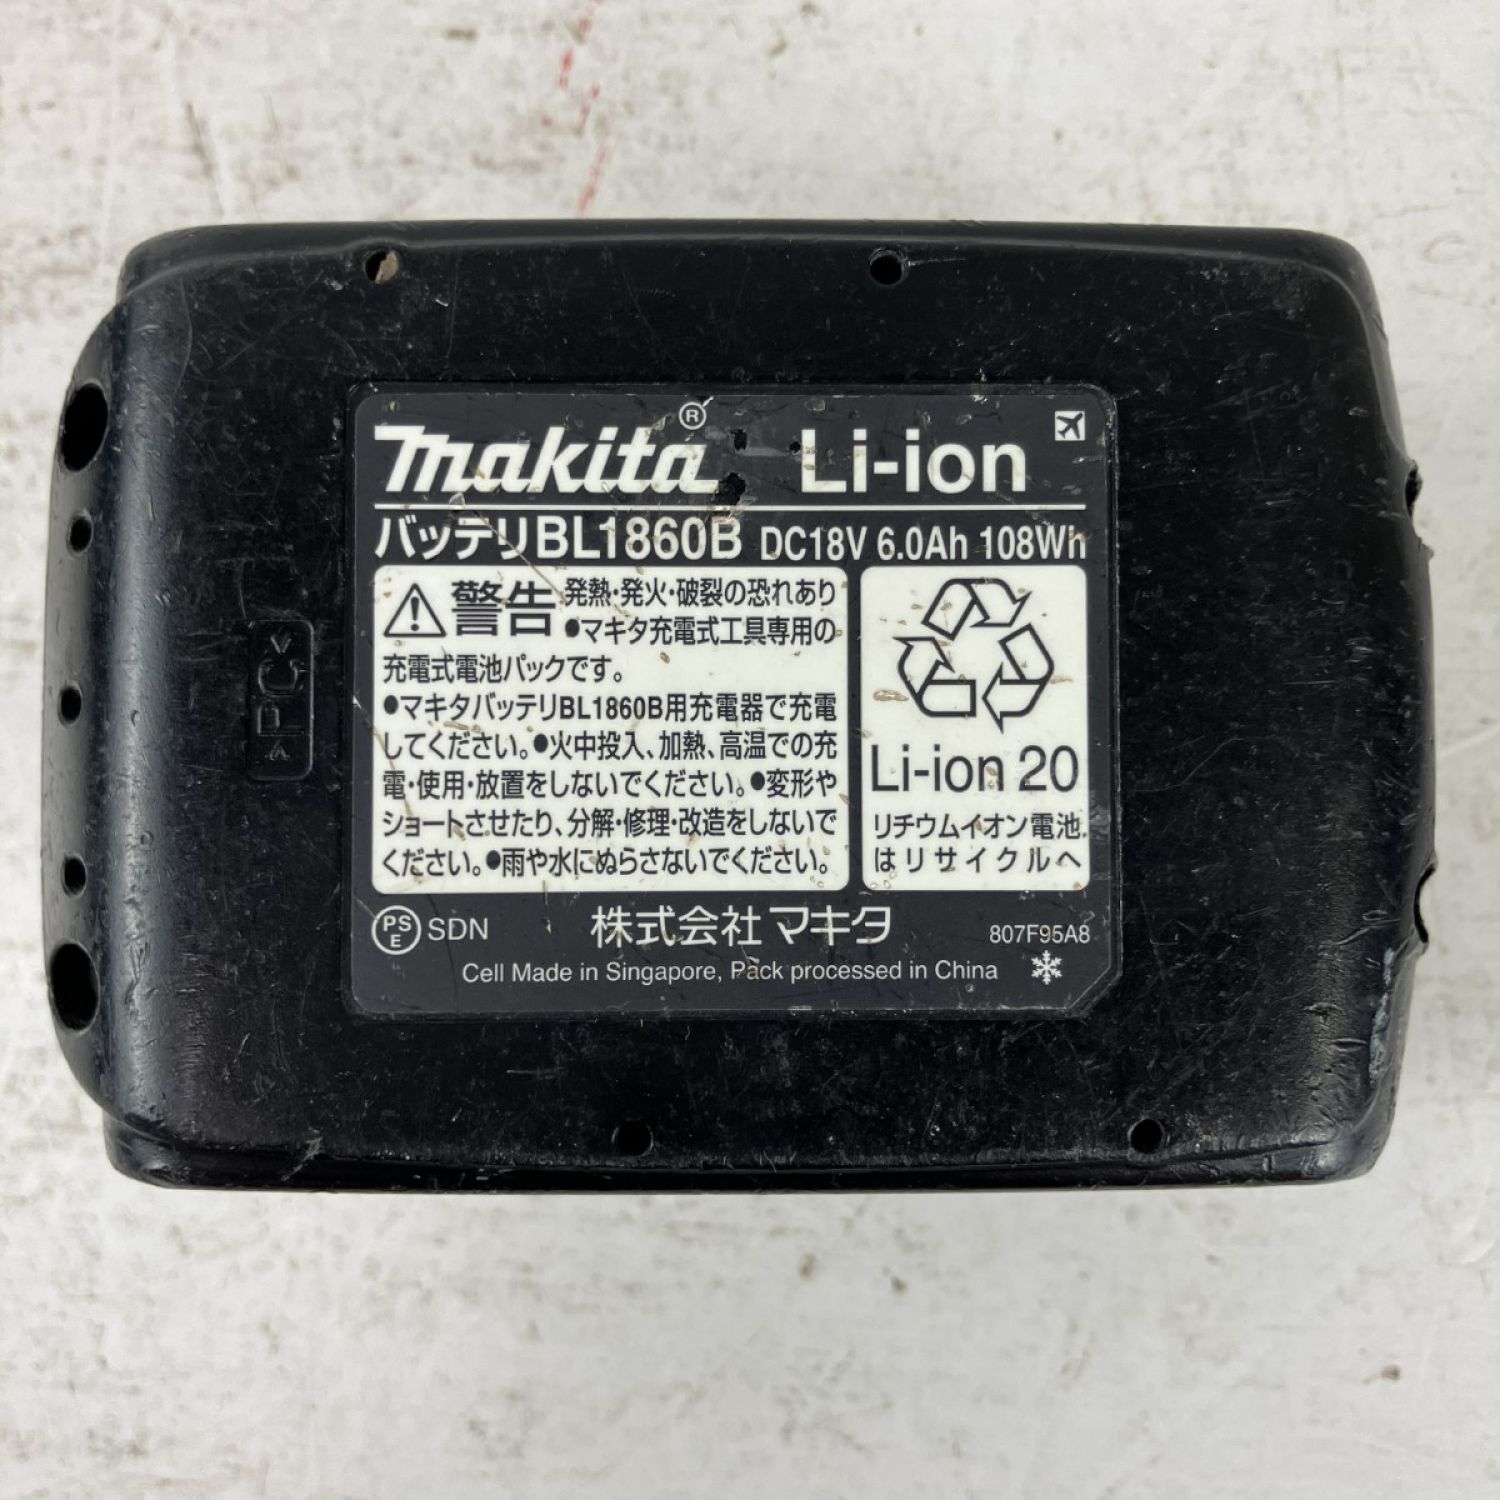 makita® Li-ion
バッテリBL1860B DC18V 6.0Ah 108Wh
警告 発熱・発火・破裂の恐れあり
●マキタ充電式工具専用の
充電式電池パックです。
●マキタバッテリBL1860B用充電器で充電
してください。●火中投入、加熱、高温での充
電・使用・放置をしないでください。●変形や
ショートさせたり、分解・修理・改造をしないで
ください。●雨や水にぬらさないでください。
Li-ion 20
リチウムイオン電池
はリサイクルへ
PSE SDN 株式会社マキタ 807F95A8
Cell Made in Singapore, Pack processed in China
>PC<